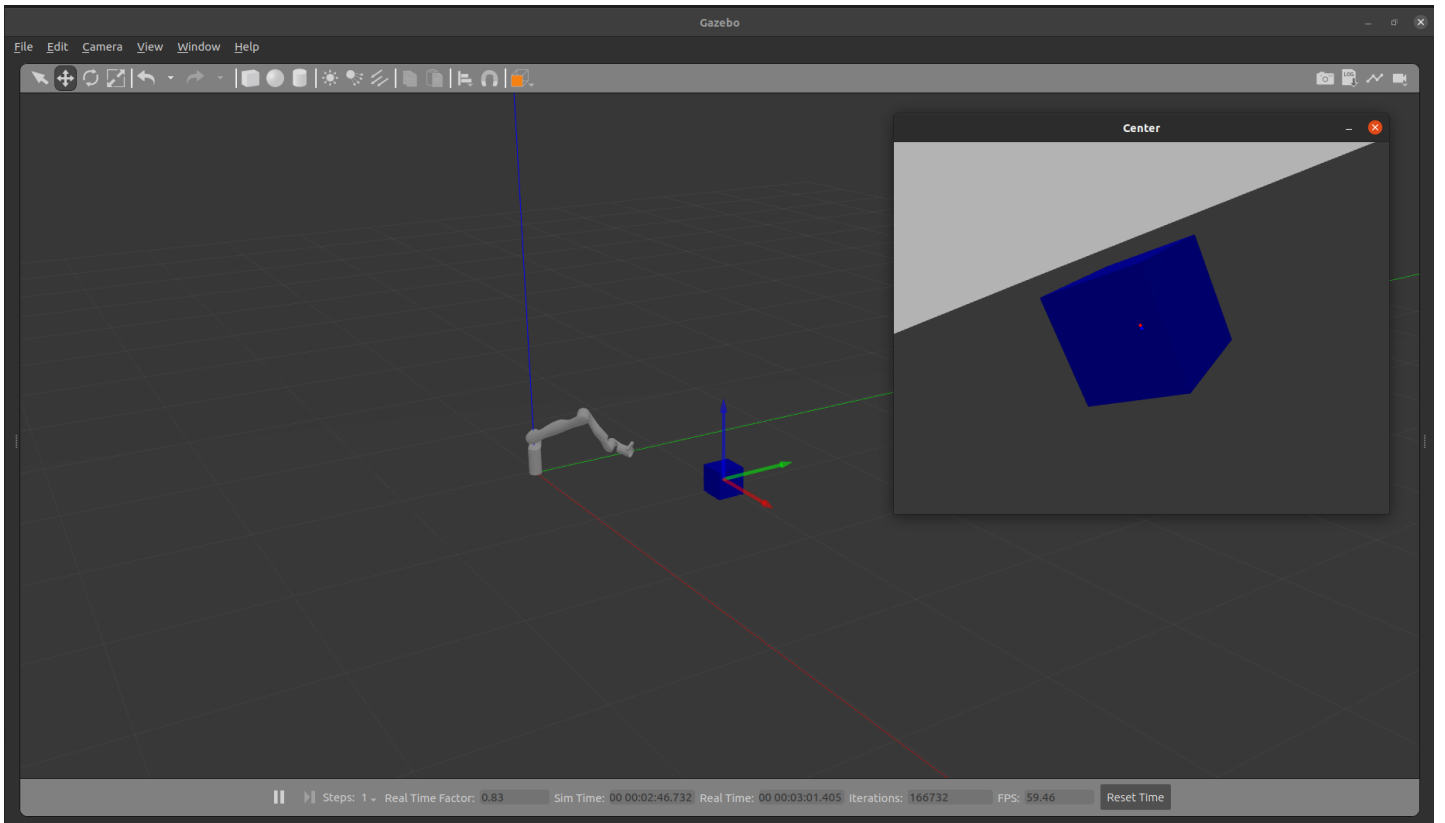 Gazebo
File Edit Camera View Window Help
LOG
Center
Steps: 1 Real Time Factor: 0.83 Sim Time: 00 00:02:46.732 Real Time: 00 00:03:01.405 Iterations: 166732 FPS: 59.46 Reset Time